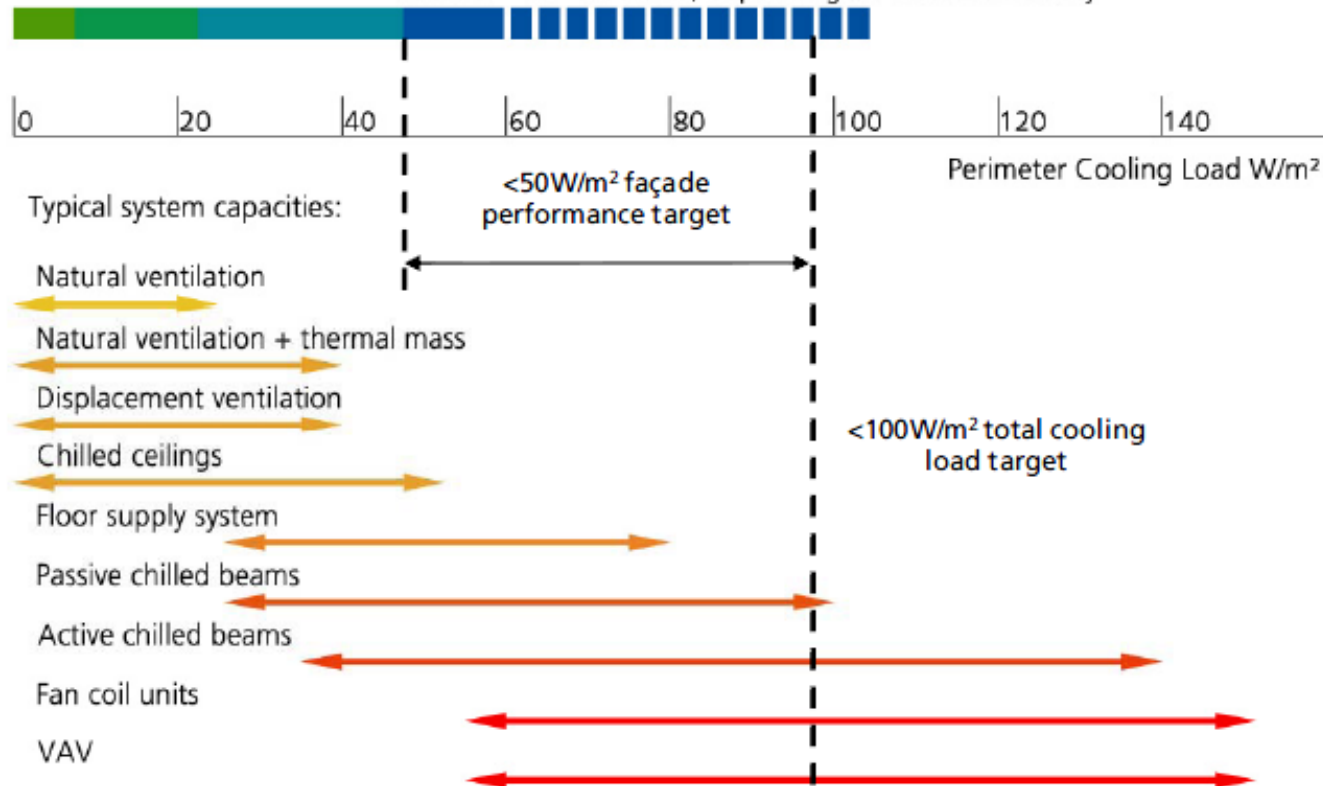 0 20 40 60 80 100 120 140
Perimeter Cooling Load W/m²
<50W/m² façade
performance target
Typical system capacities:
Natural ventilation
Natural ventilation + thermal mass
Displacement ventilation
Chilled ceilings
<100W/m² total cooling
load target
Floor supply system
Passive chilled beams
Active chilled beams
Fan coil units
VAV